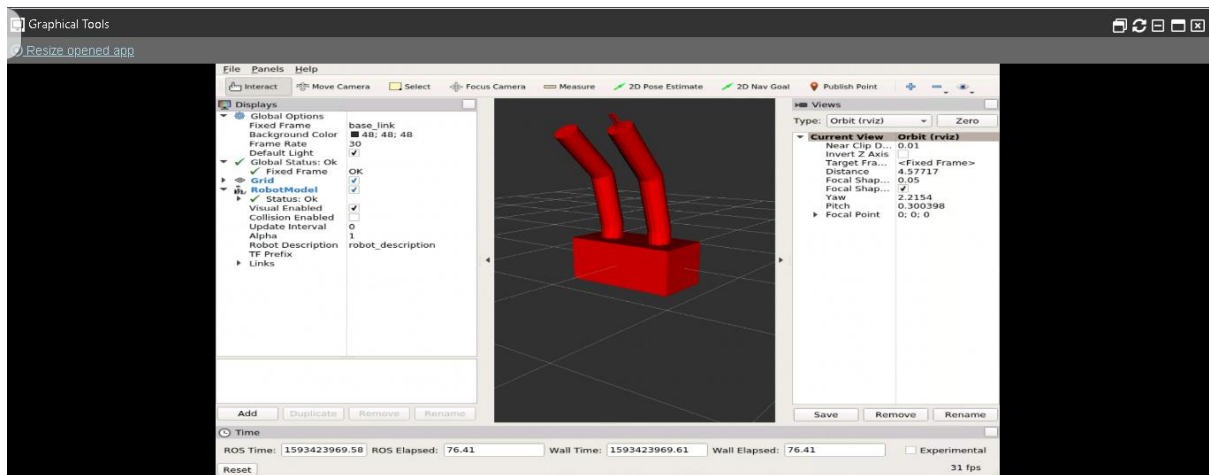 Graphical Tools
Resize opened app
File Panels Help
Interact Move Camera Select Focus Camera Measure 2D Pose Estimate 2D Nav Goal Publish Point
Displays
Global Options
Fixed Frame base_link
Background Color 48; 48; 48
Frame Rate 30
Default Light
Global Status: Ok
Fixed Frame OK
Grid
RobotModel
Status: Ok
Visual Enabled
Collision Enabled
Update Interval 0
Alpha 1
Robot Description robot_description
TF Prefix
Links
Add Duplicate Remove Rename
Views
Type: Orbit (rviz) Zero
Current View Orbit (rviz)
Near Clip D... 0.01
Invert Z Axis
Target Fra... <Fixed Frame>
Distance 4.57717
Focal Shap... 0.05
Focal Shap...
Yaw 2.2154
Pitch 0.300398
Focal Point 0; 0; 0
Save Remove Rename
Time
ROS Time: 1593423969.58 ROS Elapsed: 76.41 Wall Time: 1593423969.61 Wall Elapsed: 76.41 Experimental
Reset 31 fps